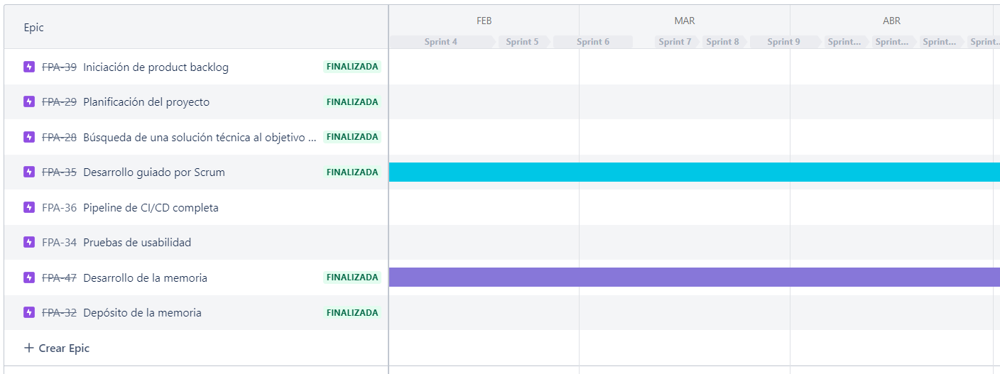 Epic
FEB MAR ABR
Sprint 4 Sprint 5 Sprint 6 Sprint 7 Sprint 8 Sprint 9 Sprint... Sprint... Sprint... Sprint...
FPA-39 Iniciación de product backlog FINALIZADA
FPA-29 Planificación del proyecto FINALIZADA
FPA-28 Búsqueda de una solución técnica al objetivo ... FINALIZADA
FPA-35 Desarrollo guiado por Scrum FINALIZADA
FPA-36 Pipeline de CI/CD completa
FPA-34 Pruebas de usabilidad
FPA-47 Desarrollo de la memoria FINALIZADA
FPA-32 Depósito de la memoria FINALIZADA
+ Crear Epic